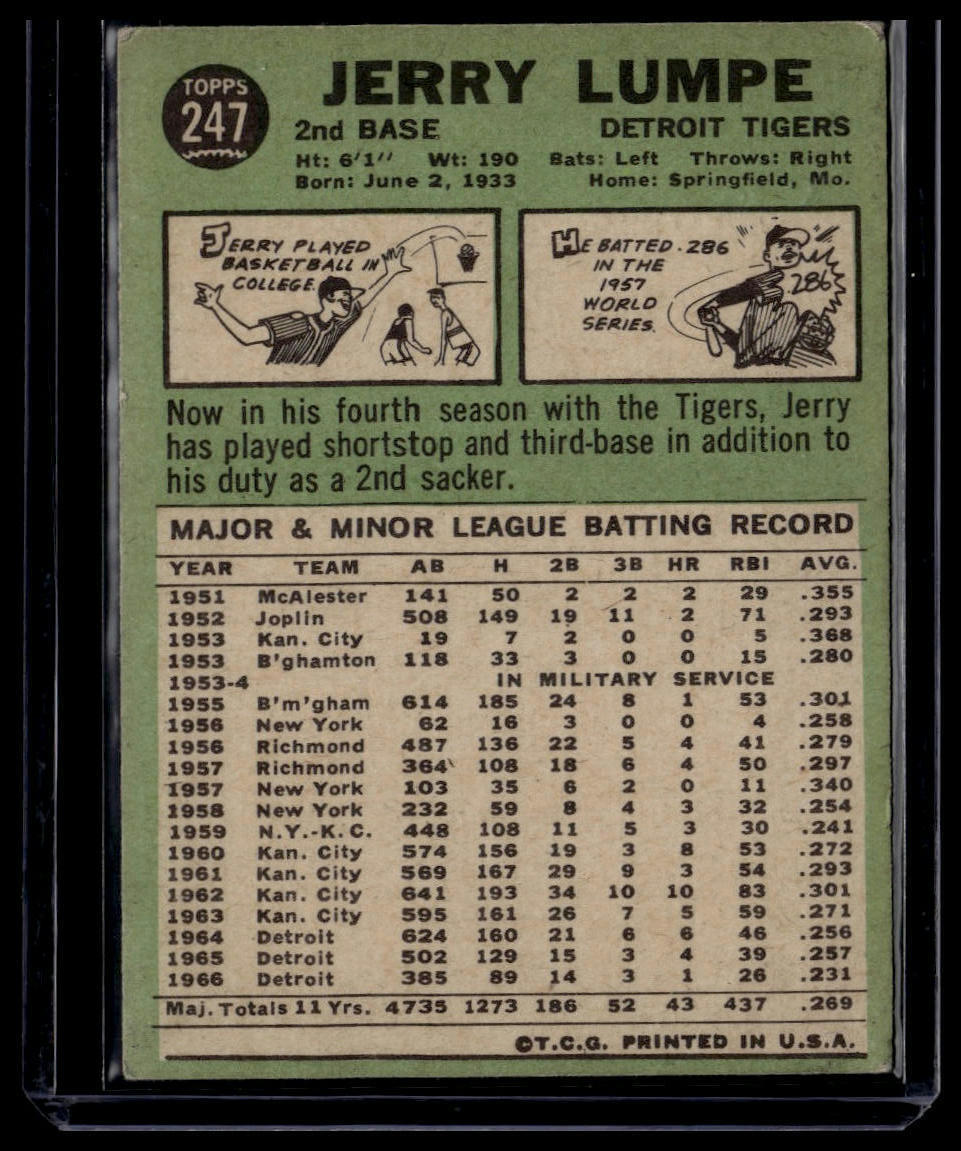 TOPPS
247
JERRY LUMPE
2nd BASE DETROIT TIGERS
Ht: 6'1" Wt: 190 Bats: Left Throws: Right
Born: June 2, 1933 Home: Springfield, Mo.
JERRY PLAYED
BASKETBALL IN
COLLEGE.
HE BATTED .286
IN THE
1957
WORLD
SERIES.
.286
Now in his fourth season with the Tigers, Jerry
has played shortstop and third-base in addition to
his duty as a 2nd sacker.
MAJOR & MINOR LEAGUE BATTING RECORD
YEAR TEAM AB H 2B 3B HR RBI AVG.
1951 McAlester 141 50 2 2 2 29 .355
1952 Joplin 508 149 19 11 2 71 .293
1953 Kan. City 19 7 2 0 0 5 .368
1953 B'ghamton 118 33 3 0 0 15 .280
1953-4 IN MILITARY SERVICE
1955 B'm'gham 614 185 24 8 1 53 .301
1956 New York 62 16 3 0 0 4 .258
1956 Richmond 487 136 22 5 4 41 .279
1957 Richmond 364 108 18 6 4 50 .297
1957 New York 103 35 6 2 0 11 .340
1958 New York 232 59 8 4 3 32 .254
1959 N.Y.-K.C. 448 108 11 5 3 30 .241
1960 Kan. City 574 156 19 3 8 53 .272
1961 Kan. City 569 167 29 9 3 54 .293
1962 Kan. City 641 193 34 10 10 83 .301
1963 Kan. City 595 161 26 7 5 59 .271
1964 Detroit 624 160 21 6 6 46 .256
1965 Detroit 502 129 15 3 4 39 .257
1966 Detroit 385 89 14 3 1 26 .231
Maj. Totals 11 Yrs. 4735 1273 186 52 43 437 .269
©T.C.G. PRINTED IN U.S.A.